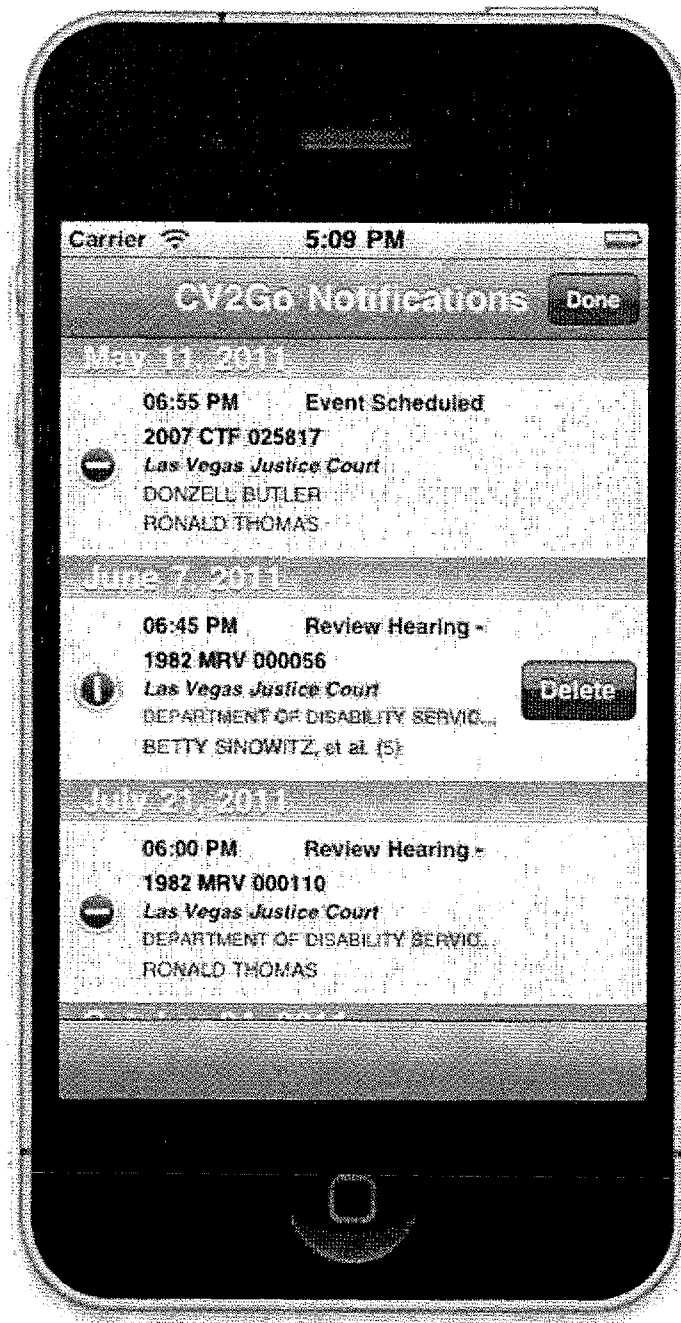 Carrier 5:09 PM
CV2Go Notifications Done
May 11, 2011
06:55 PM Event Scheduled
2007 CTF 025817
Las Vegas Justice Court
DONZELL BUTLER
RONALD THOMAS
June 7, 2011
06:45 PM Review Hearing -
1982 MRV 000056
Las Vegas Justice Court
Delete
DEPARTMENT OF DISABILITY SERVIC...
BETTY SINOWITZ, et al. (5)
July 21, 2011
06:00 PM Review Hearing -
1982 MRV 000110
Las Vegas Justice Court
DEPARTMENT OF DISABILITY SERVIC...
RONALD THOMAS